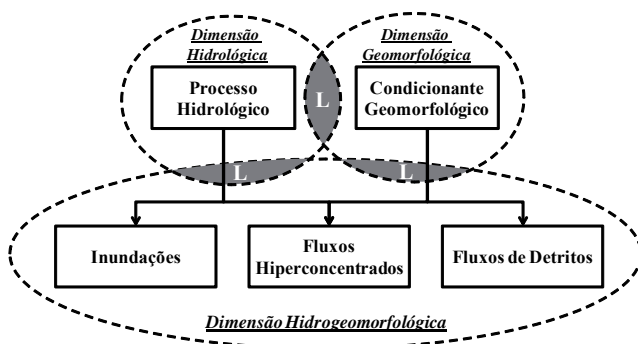 Dimensão
Hidrológica
Dimensão
Geomorfológica
Processo
Hidrológico
L
Condicionante
Geomorfológico
L
L
Inundações
Fluxos
Hiperconcentrados
Fluxos de Detritos
Dimensão Hidrogeomorfológica